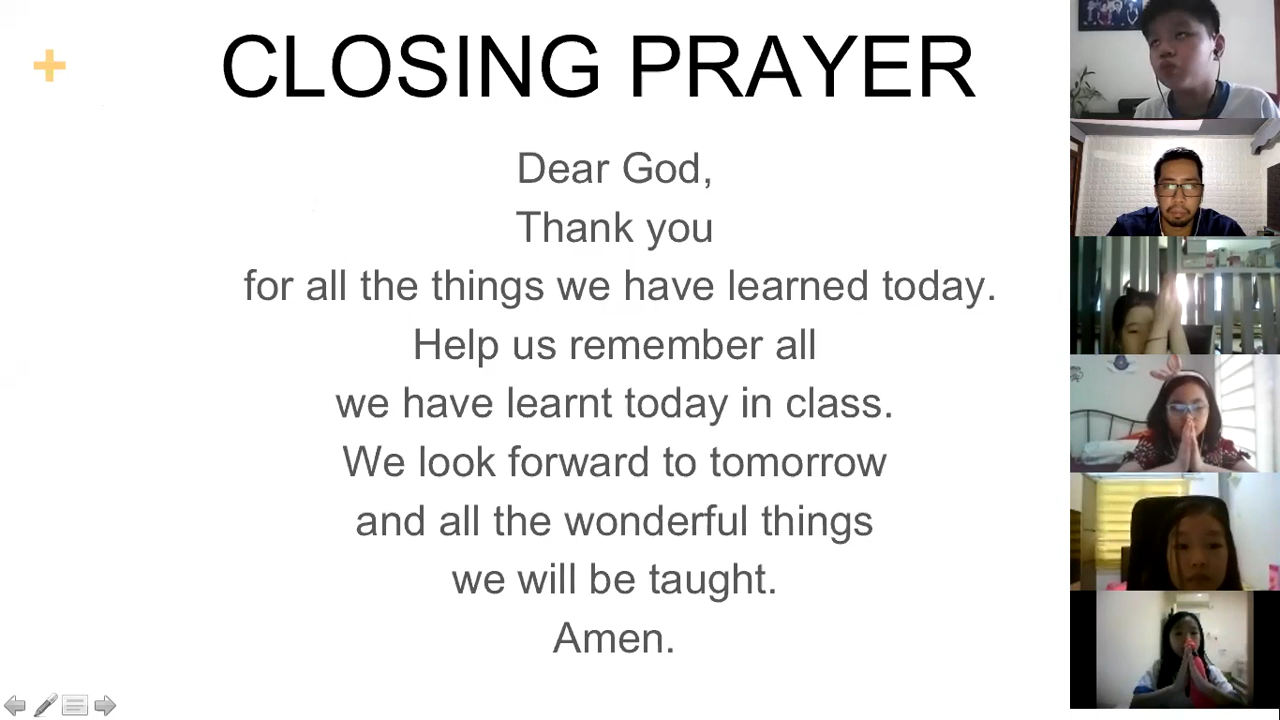 CLOSING PRAYER
Dear God,
Thank you
for all the things we have learned today.
Help us remember all
we have learnt today in class.
We look forward to tomorrow
and all the wonderful things
we will be taught.
Amen.